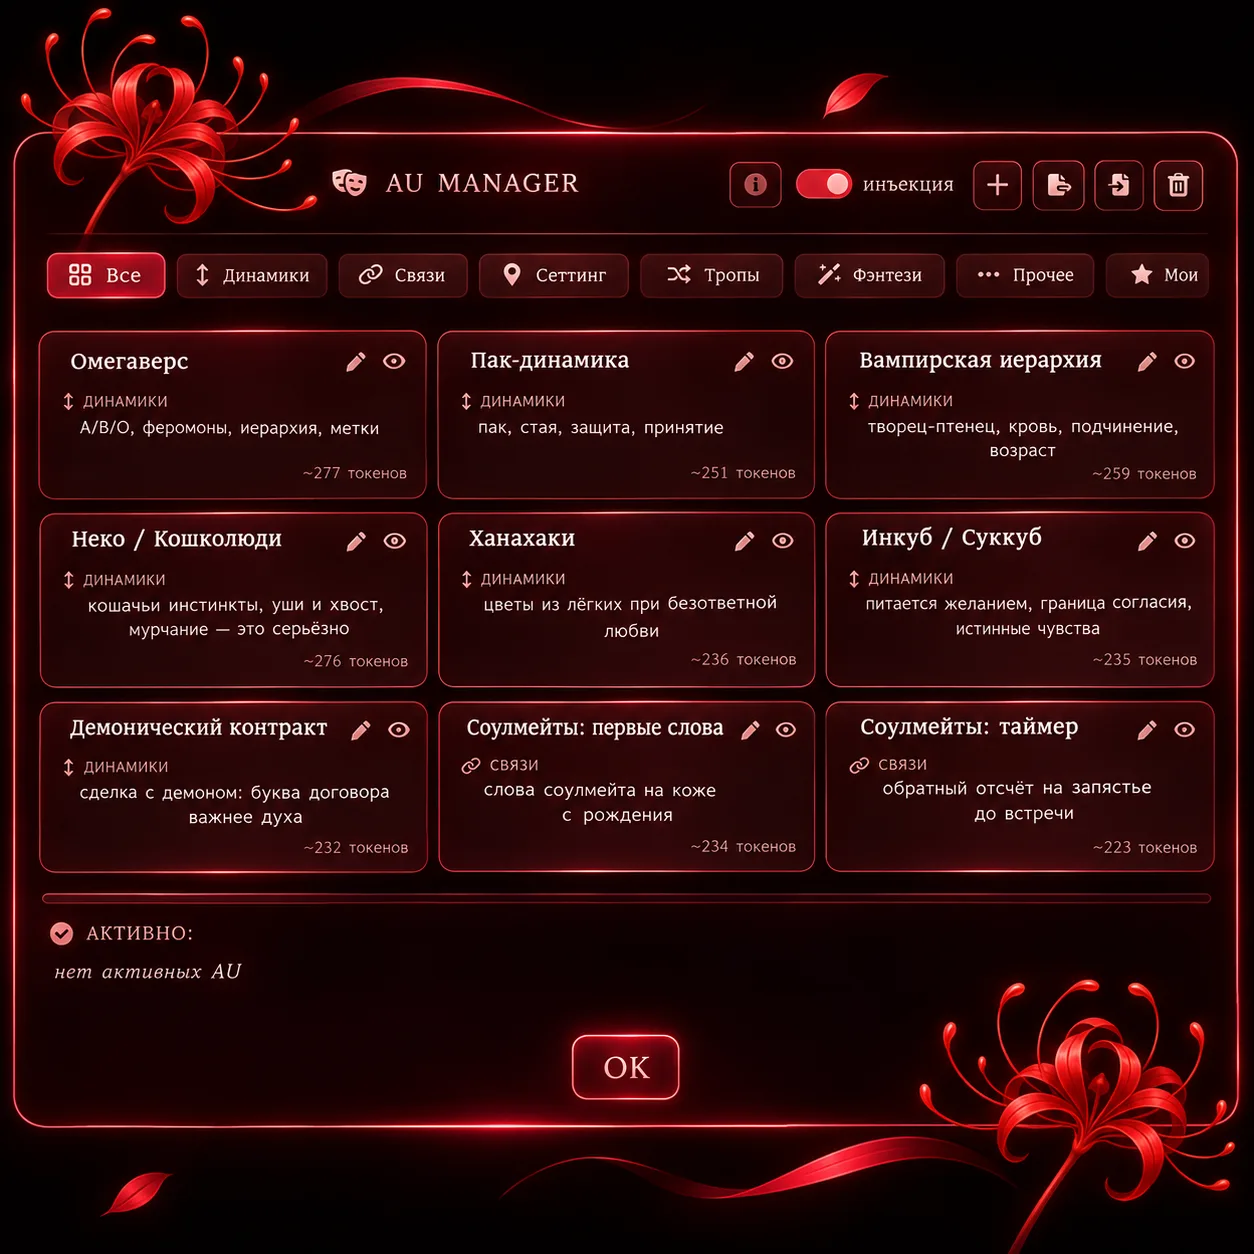 AU MANAGER
инъекция
Все
Динамики
Связи
Сеттинг
Тропы
Фэнтези
Прочее
Мои
Омегаверс
ДИНАМИКИ
A/B/O, феромоны, иерархия, метки
~277 токенов
Пак-динамика
ДИНАМИКИ
пак, стая, защита, принятие
~251 токенов
Вампирская иерархия
ДИНАМИКИ
творец-птенец, кровь, подчинение,
возраст
~259 токенов
Неко / Кошколюди
ДИНАМИКИ
кошачьи инстинкты, уши и хвост,
мурчание — это серьёзно
~276 токенов
Ханахаки
ДИНАМИКИ
цветы из лёгких при безответной
любви
~236 токенов
Инкуб / Суккуб
ДИНАМИКИ
питается желанием, граница согласия,
истинные чувства
~235 токенов
Демонический контракт
ДИНАМИКИ
сделка с демоном: буква договора
важнее духа
~232 токенов
Соулмейты: первые слова
СВЯЗИ
слова соулмейта на коже
с рождения
~234 токенов
Соулмейты: таймер
СВЯЗИ
обратный отсчёт на запястье
до встречи
~223 токенов
АКТИВНО:
нет активных AU
OK